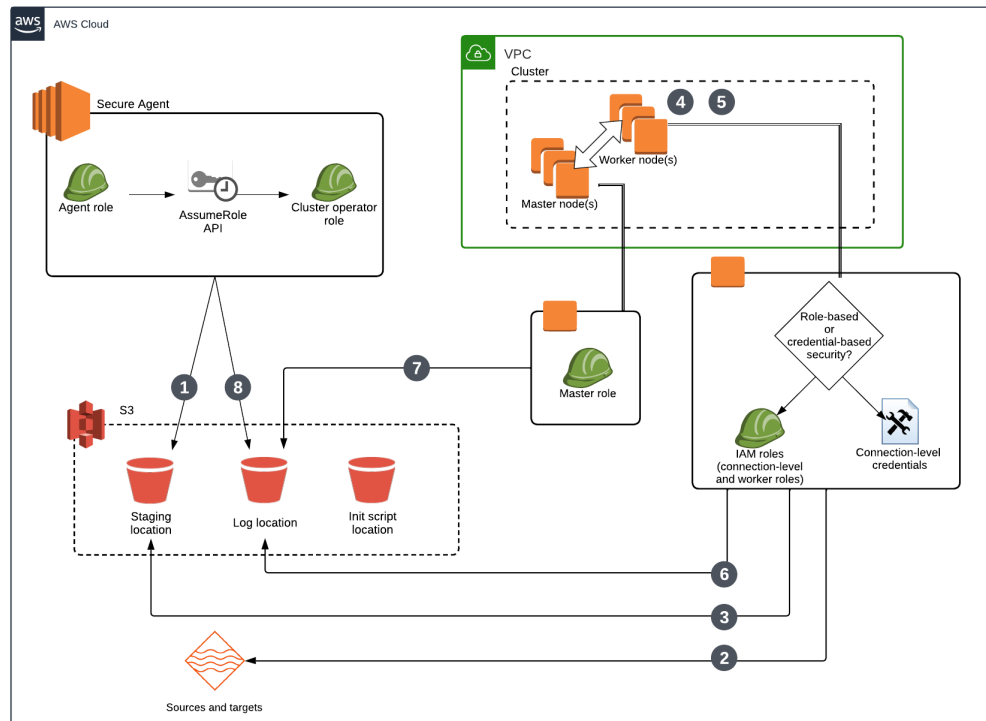 aws
AWS Cloud
VPC
Cluster
4
5
Worker node(s)
Master node(s)
Secure Agent
Agent role
AssumeRole
API
Cluster operator
role
Role-based
or
credential-based
security?
7
Master role
1
8
IAM roles
(connection-level
and worker roles)
Connection-level
credentials
S3
Staging
location
Log location
Init script
location
6
3
2
Sources and targets